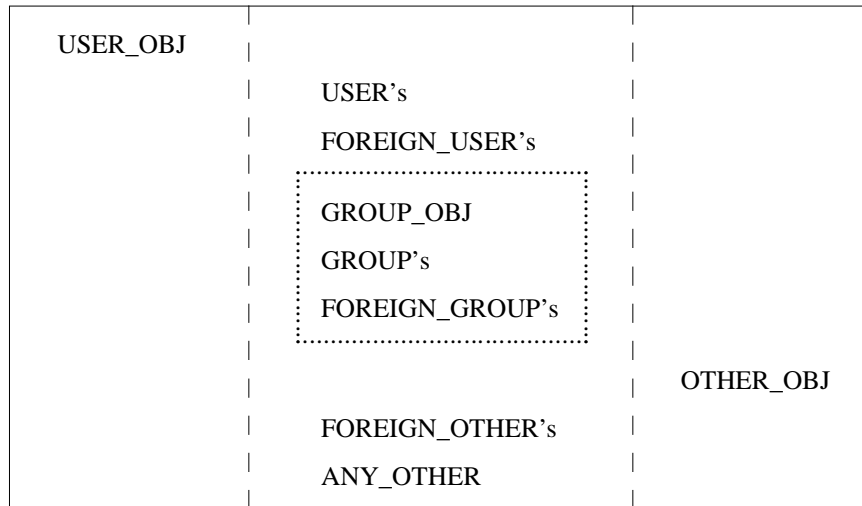 USER_OBJ
USER’s
FOREIGN_USER’s
GROUP_OBJ
GROUP’s
FOREIGN_GROUP’s
OTHER_OBJ
FOREIGN_OTHER’s
ANY_OTHER